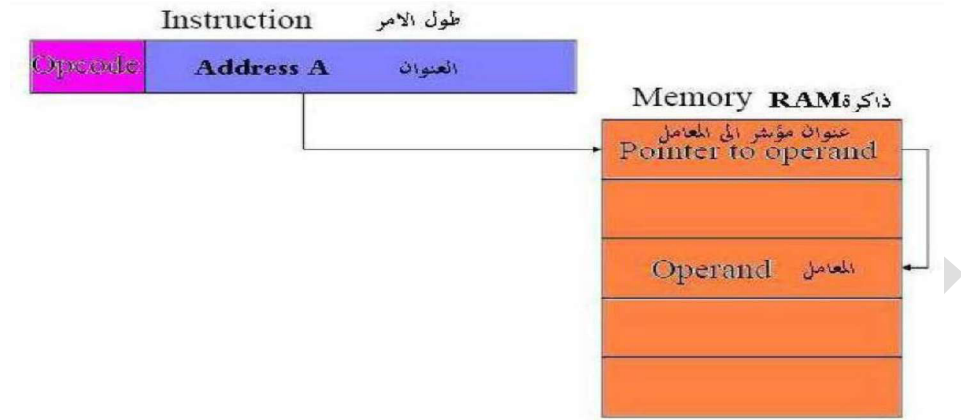 Instruction طول الامر
Opcode Address A العنوان
Memory RAM ذاكرة
عنوان مؤشر الى المعامل
Pointer to operand
Operand المعامل